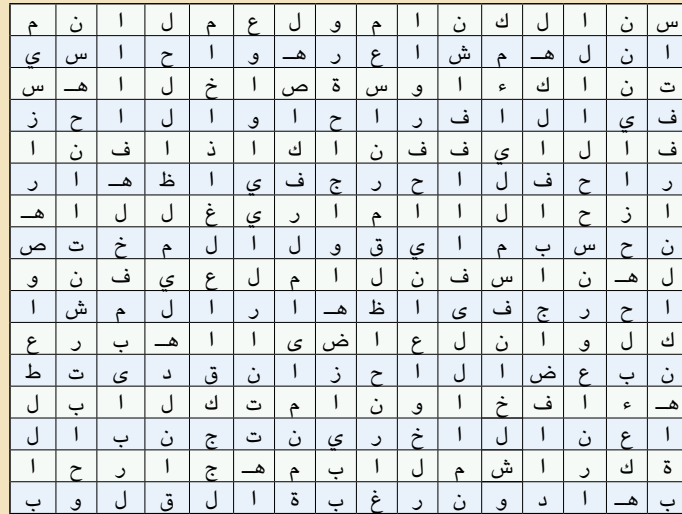 س ن ا ل ك ن ا م و ل ع م ل ا ن م
ا ن ل هـ م ش ا ع ر هـ و ا ح ا س ي
ت ن ا ك ء ا و س ة ص ا خ ل ا هـ س
ف ي ا ل ا ف ر ا ح ا و ا ل ا ح ز
ف ا ل ا ي ف ف ن ا ك ا ذ ا ف ن ا
ر ا ح ف ل ا ح ر ج ف ي ا ظ هـ ا ر
ا ز ح ا ل ا ا م ا ر ي غ ل ل ا هـ
ن ح س ب م ا ي ق و ل ا ل م خ ت ص
ل هـ ن ا س ف ن ل ا م ل ع ي ف ن و
ا ح ر ج ف ى ا ظ هـ ا ر ا ل م ش ا
ك ل و ا ن ل ع ا ض ى ا ا هـ ب ر ع
ن ب ع ض ا ل ا ح ز ا ن ق د ى ت ط
هـ ء ا ف خ ا و ن ا م ت ك ل ا ب ل
ا ع ن ا ل ا خ ر ي ن ت ج ن ب ا ل
ة ك ر ا ش م ل ا ب م هـ ج ا ر ح ا
ب هـ ا د و ن ر غ ب ة ا ل ق ل و ب